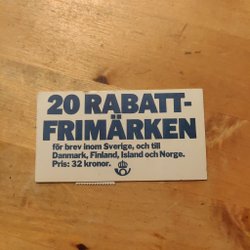 20 RABATT-
FRIMÄRKEN
för brev inom Sverige, och till
Danmark, Finland, Island och Norge.
Pris: 32 kronor.